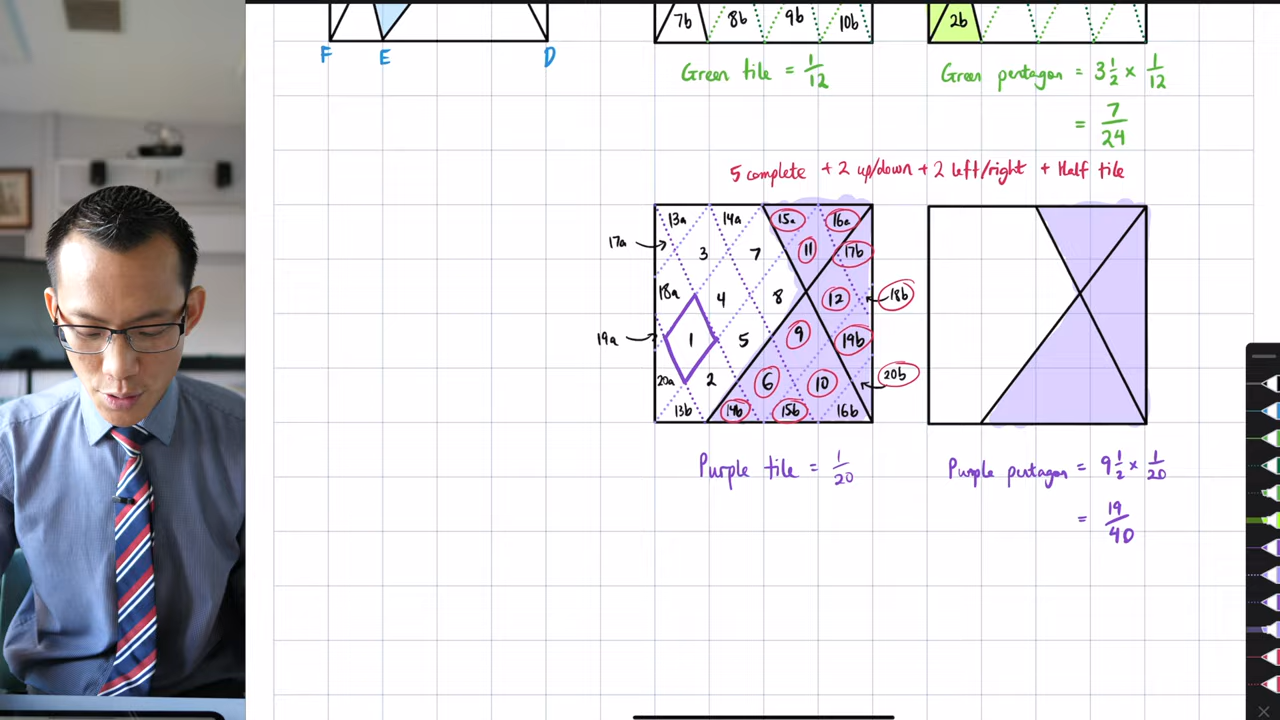 7b 8b 9b 10b 2b
F E D
Green tile = 1/12
Green pentagon = 3 1/2 × 1/12
= 7/24
5 complete + 2 up/down + 2 left/right + Half tile
13a 14a 15a 16a
17a 3 7 11 17b
18a 4 8 12 18b
19a 1 5 9 19b
20a 2 6 10 20b
13b 14b 15b 16b
Purple tile = 1/20
Purple pentagon = 9 1/2 × 1/20
= 19/40